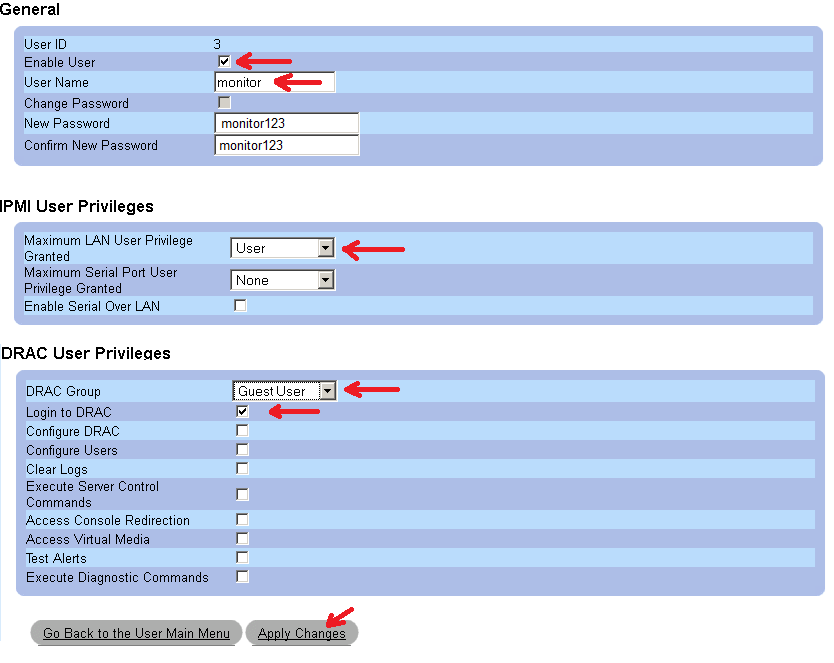 General
User ID 3
Enable User
User Name monitor
Change Password
New Password monitor123
Confirm New Password monitor123
IPMI User Privileges
Maximum LAN User Privilege
Granted
User
Maximum Serial Port User
Privilege Granted
None
Enable Serial Over LAN
DRAC User Privileges
DRAC Group Guest User
Login to DRAC
Configure DRAC
Configure Users
Clear Logs
Execute Server Control
Commands
Access Console Redirection
Access Virtual Media
Test Alerts
Execute Diagnostic Commands
Go Back to the User Main Menu Apply Changes